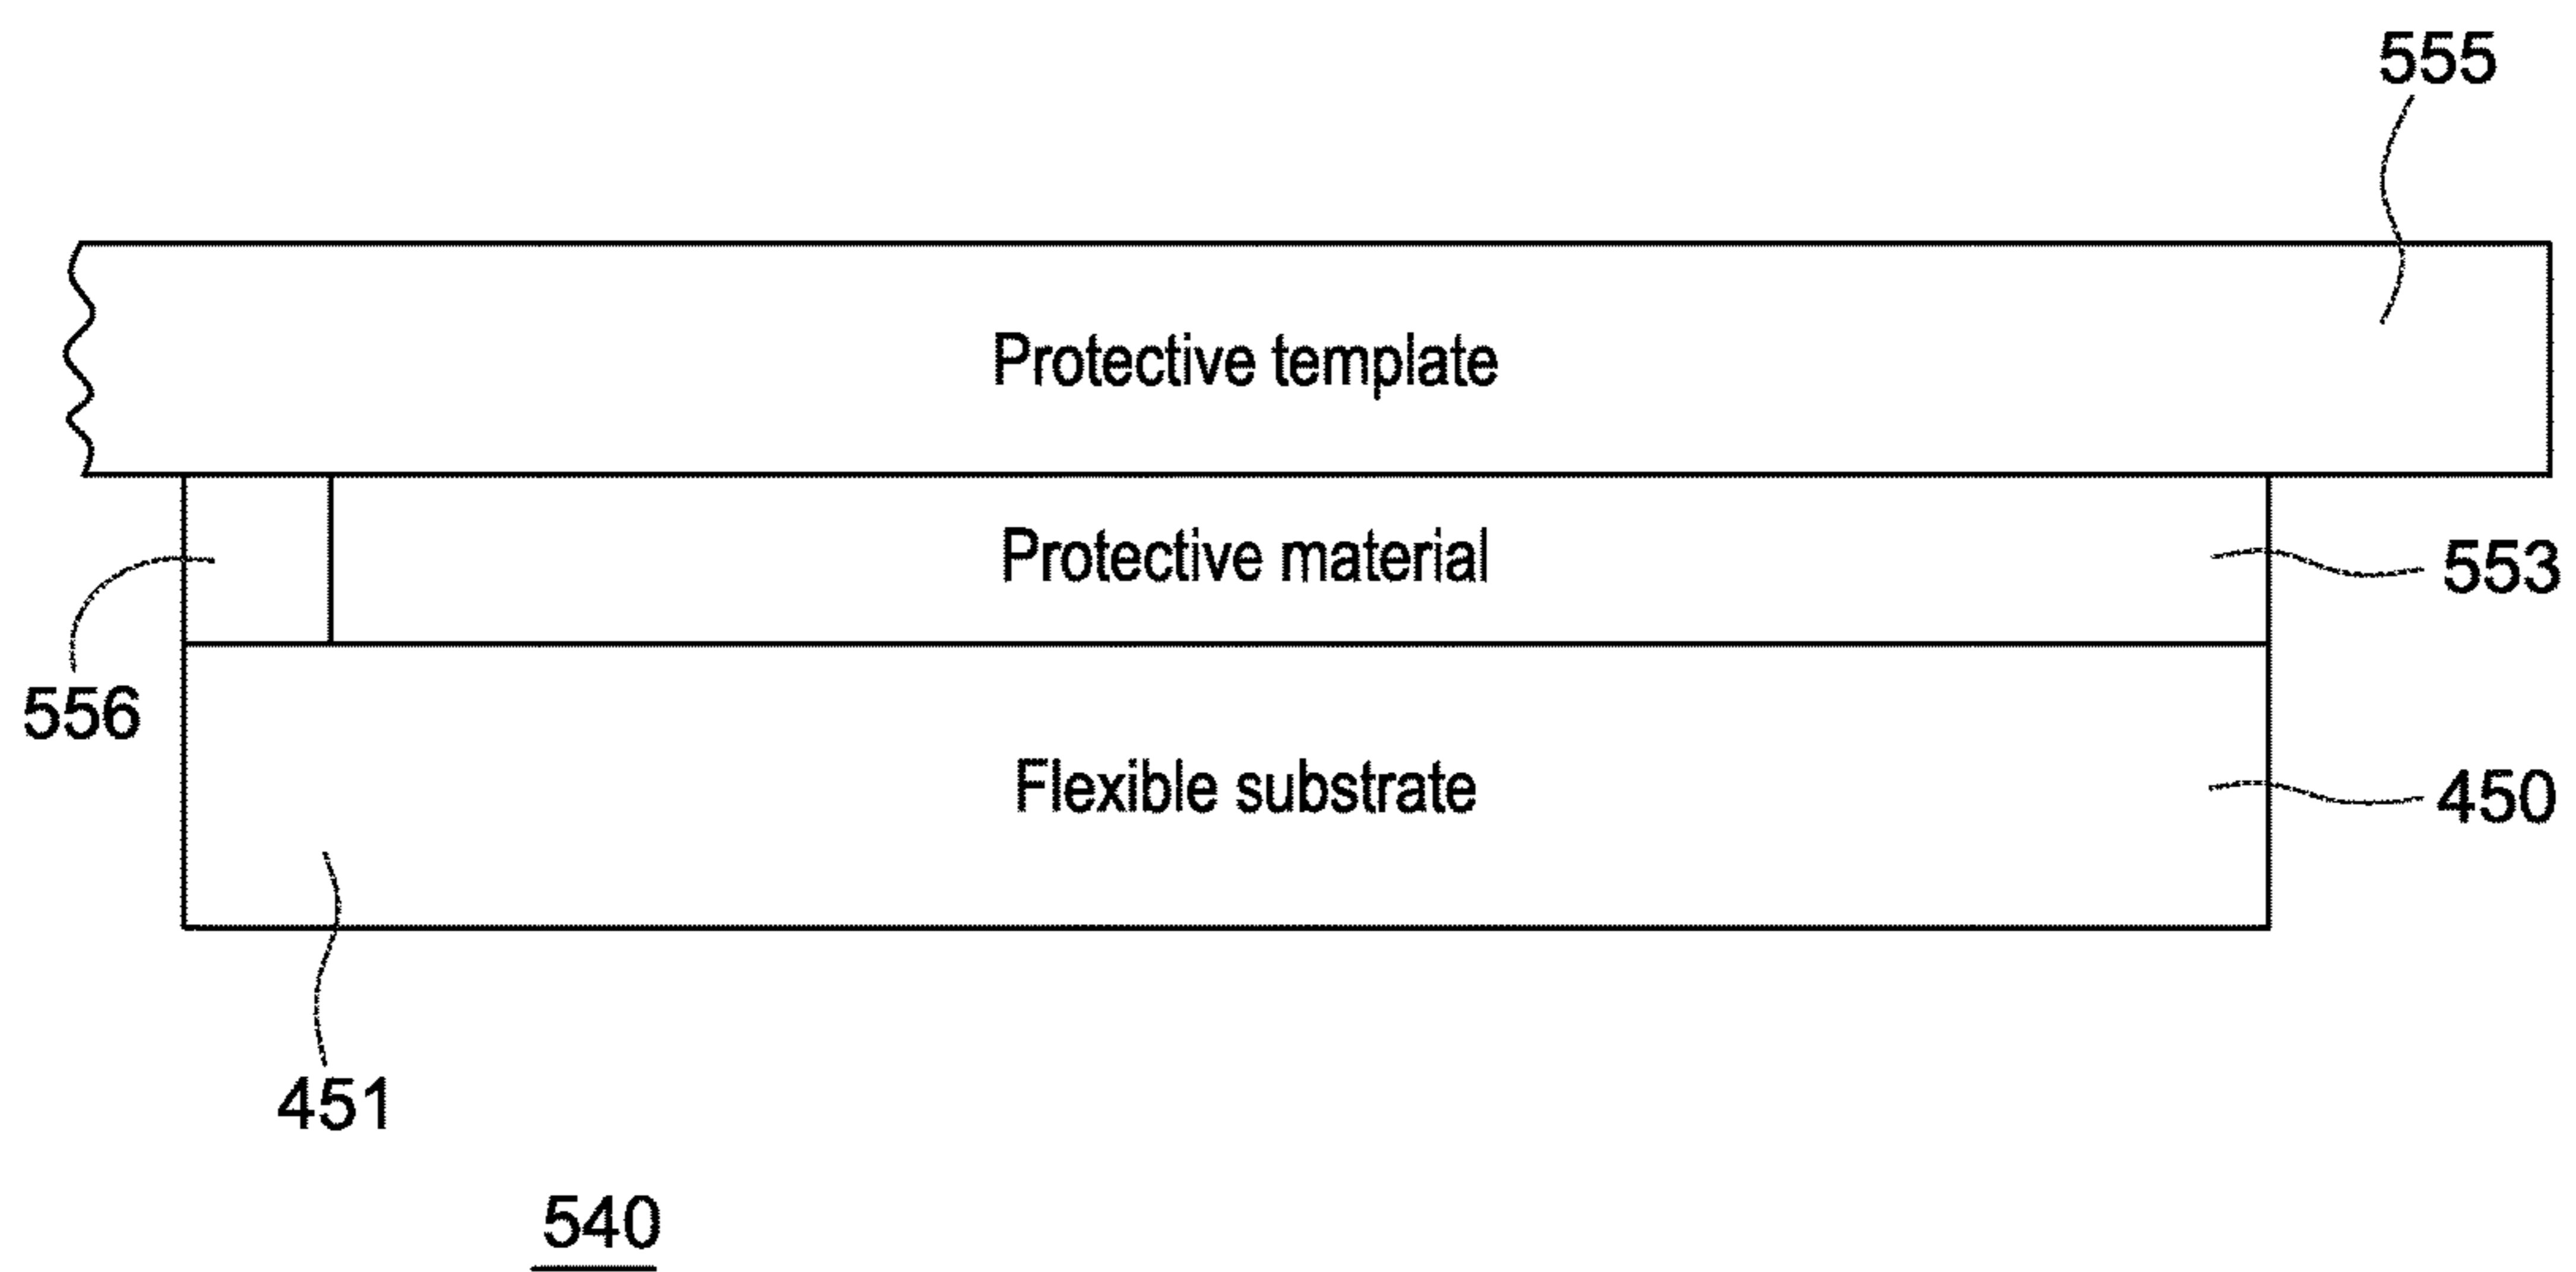 555
Protective template
Protective material
553
556
Flexible substrate
450
451
540